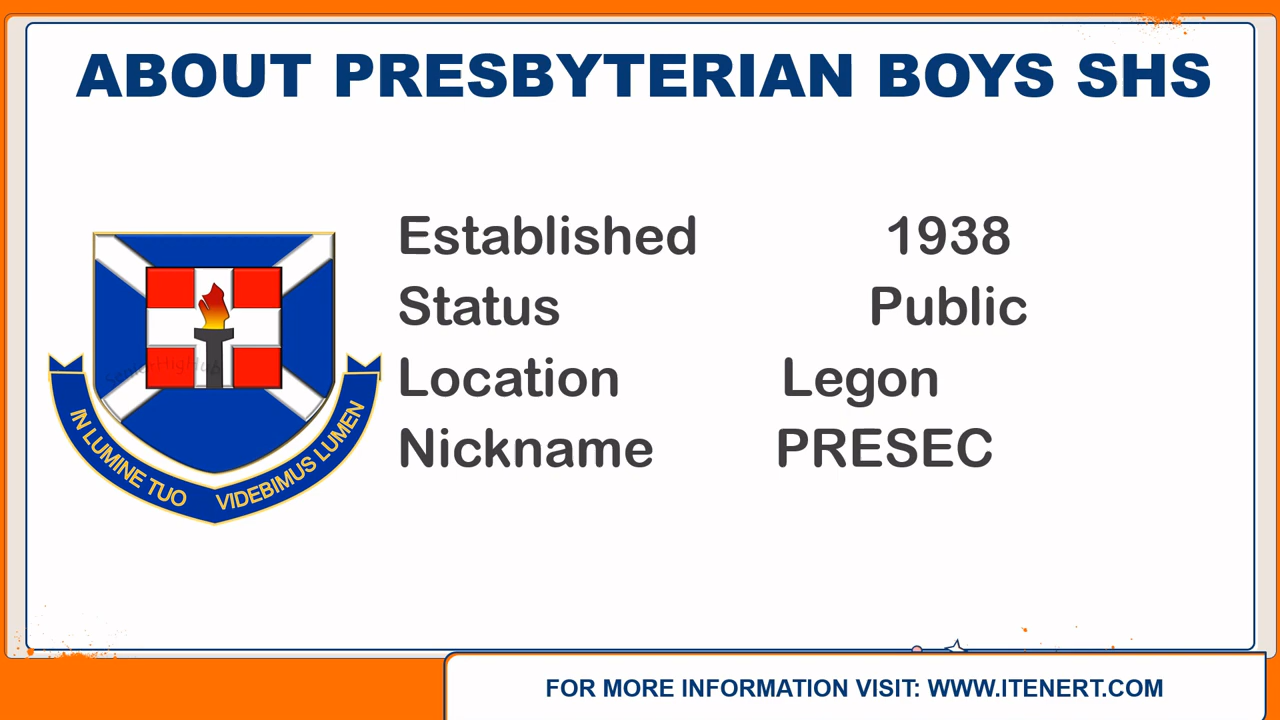 ABOUT PRESBYTERIAN BOYS SHS
Established 1938
Status Public
Location Legon
Nickname PRESEC
IN LUMINE TUO VIDEBIMUS LUMEN
FOR MORE INFORMATION VISIT: WWW.ITENERT.COM